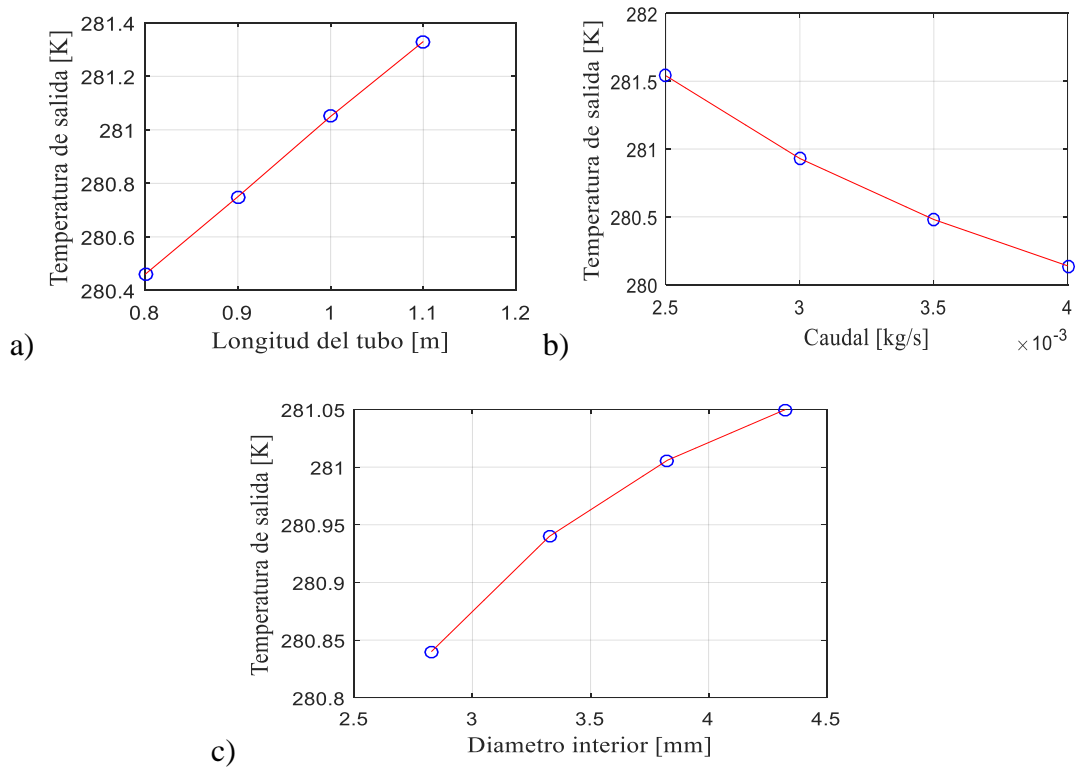 Temperatura de salida [K]
281.4
281.2
281
280.8
280.6
280.4
0.8 0.9 1 1.1 1.2
Longitud del tubo [m]
a)
Temperatura de salida [K]
282
281.5
281
280.5
280
2.5 3 3.5 4
×10⁻³
Caudal [kg/s]
b)
Temperatura de salida [K]
281.05
281
280.95
280.9
280.85
280.8
2.5 3 3.5 4 4.5
Diametro interior [mm]
c)